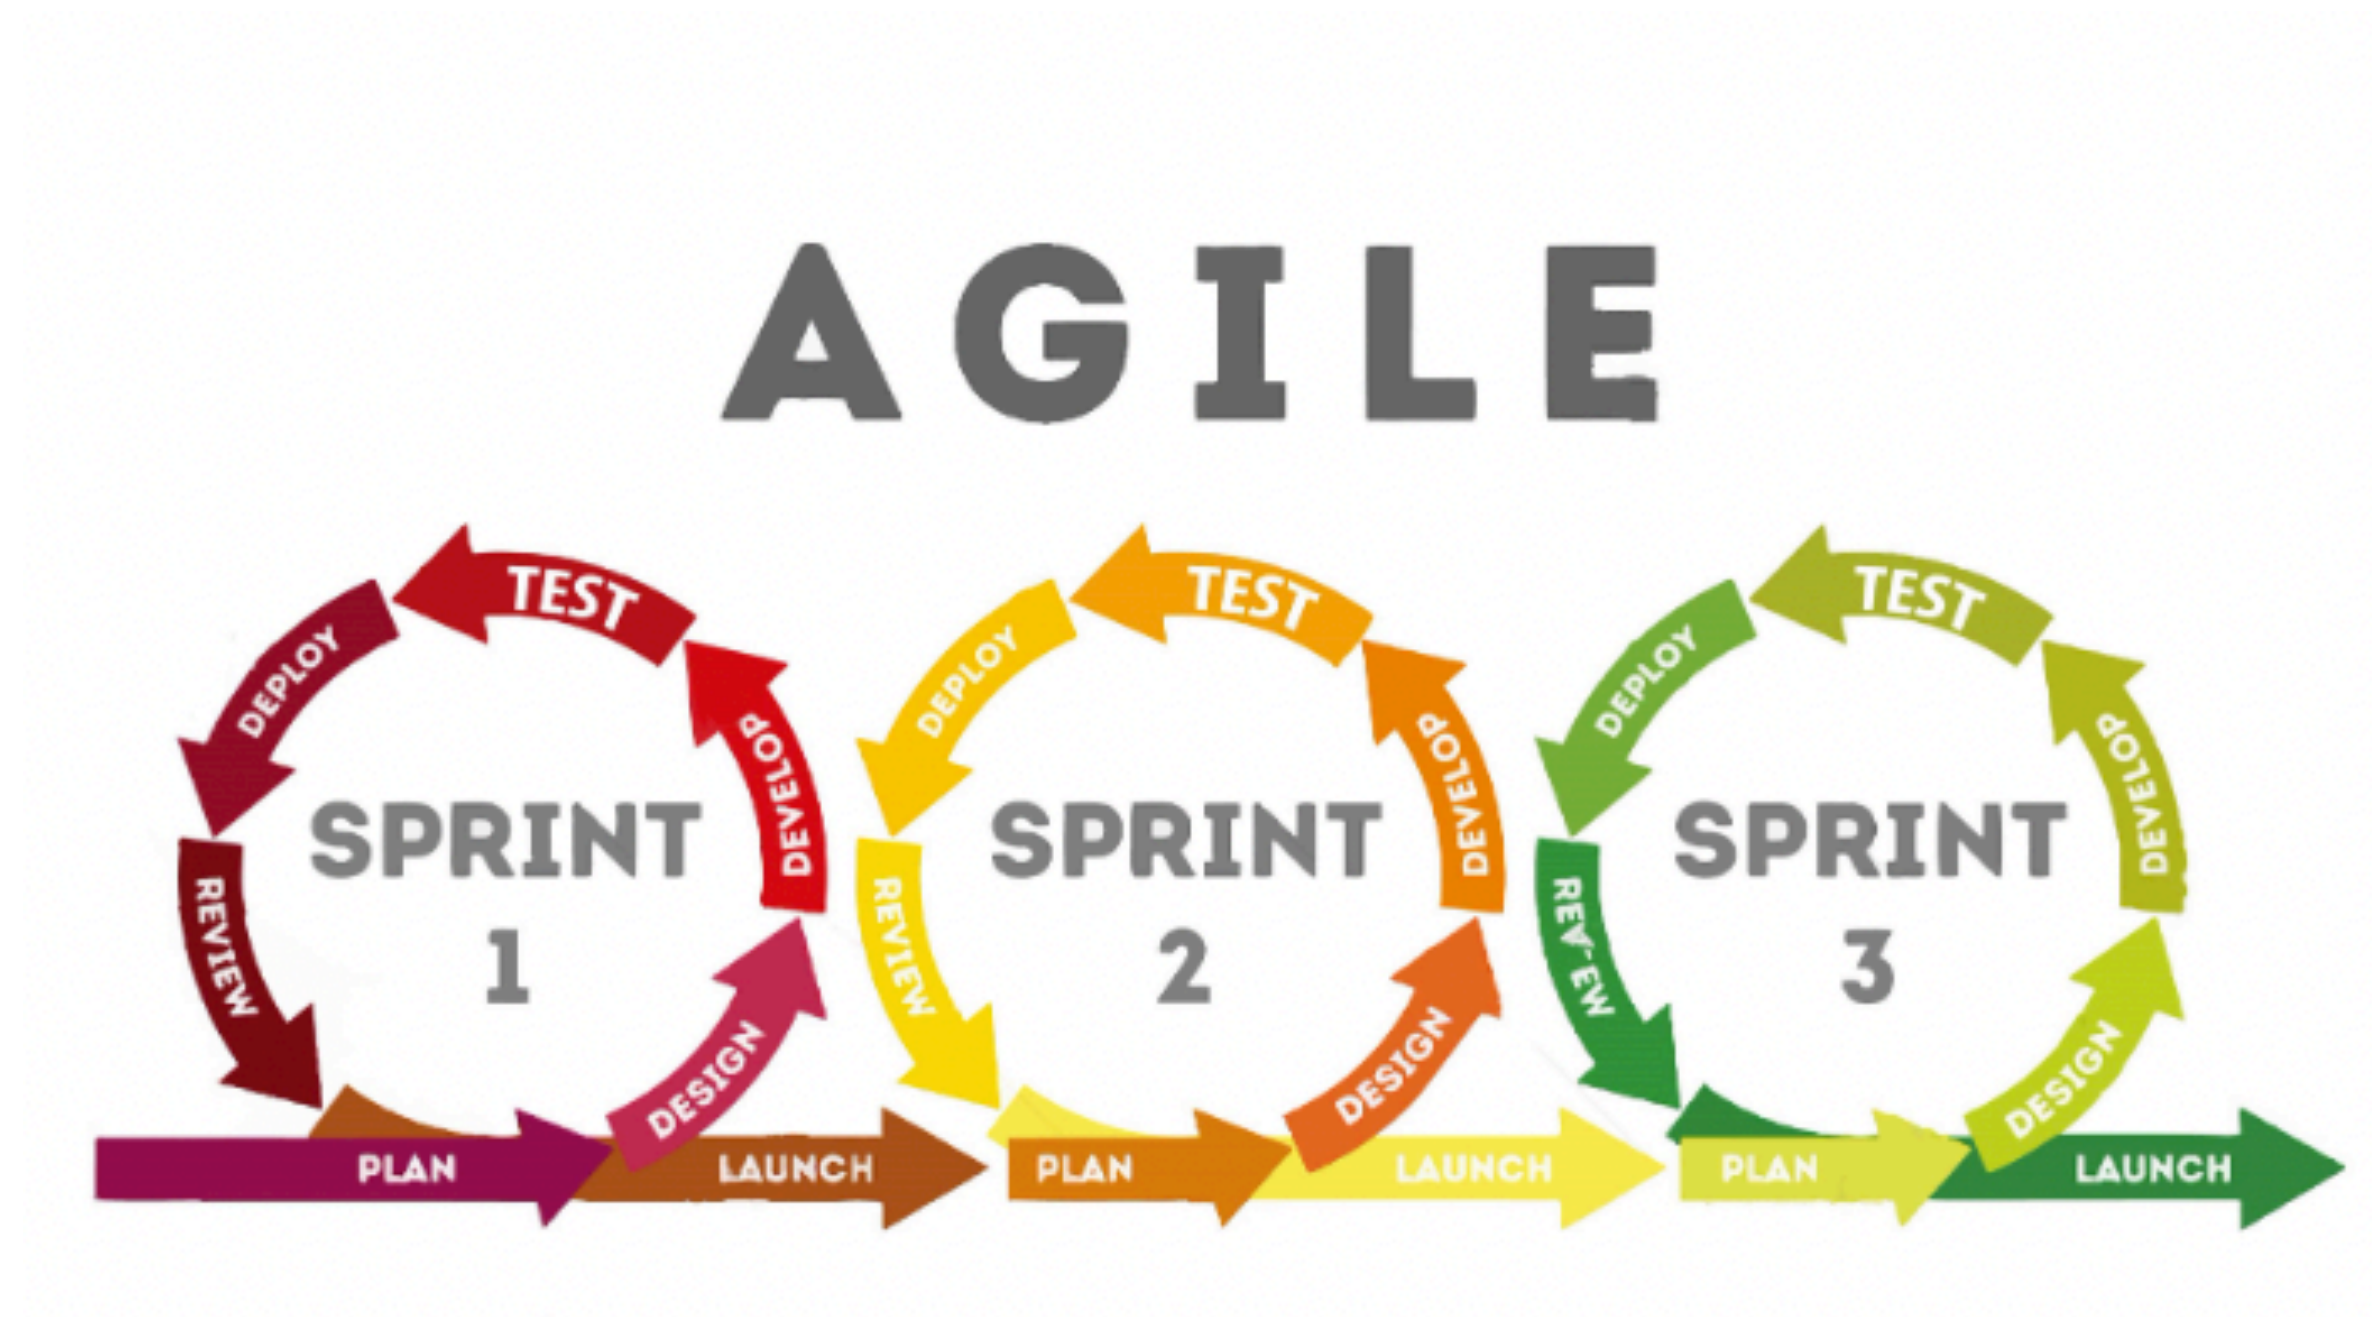 AGILE
TEST
DEPLOY
DEVELOP
SPRINT
1
REVIEW
DESIGN
PLAN
LAUNCH
TEST
DEPLOY
DEVELOP
SPRINT
2
REVIEW
DESIGN
PLAN
LAUNCH
TEST
DEPLOY
DEVELOP
SPRINT
3
REV-EW
DESIGN
PLAN
LAUNCH